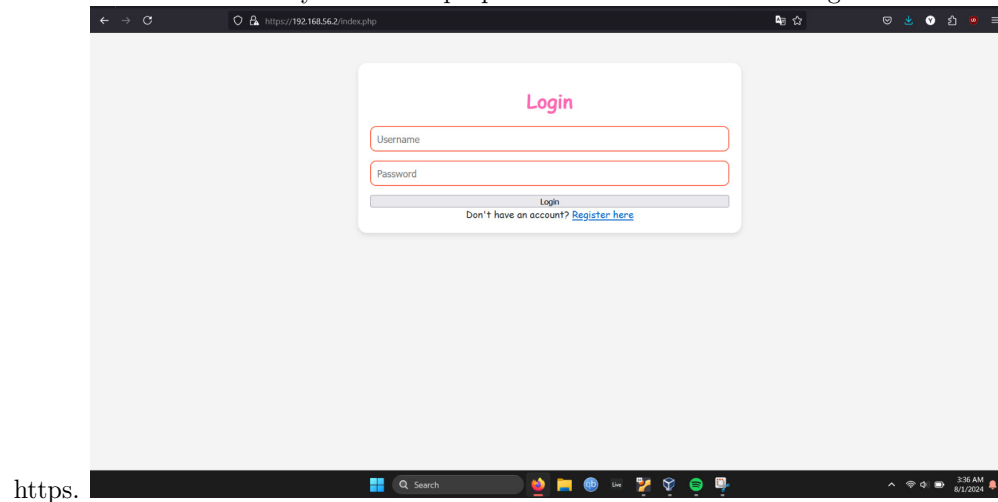 https://192.168.56.2/index.php
Login
Username
Password
Login
Don't have an account? Register here
Search
3:36 AM
8/1/2024
https.